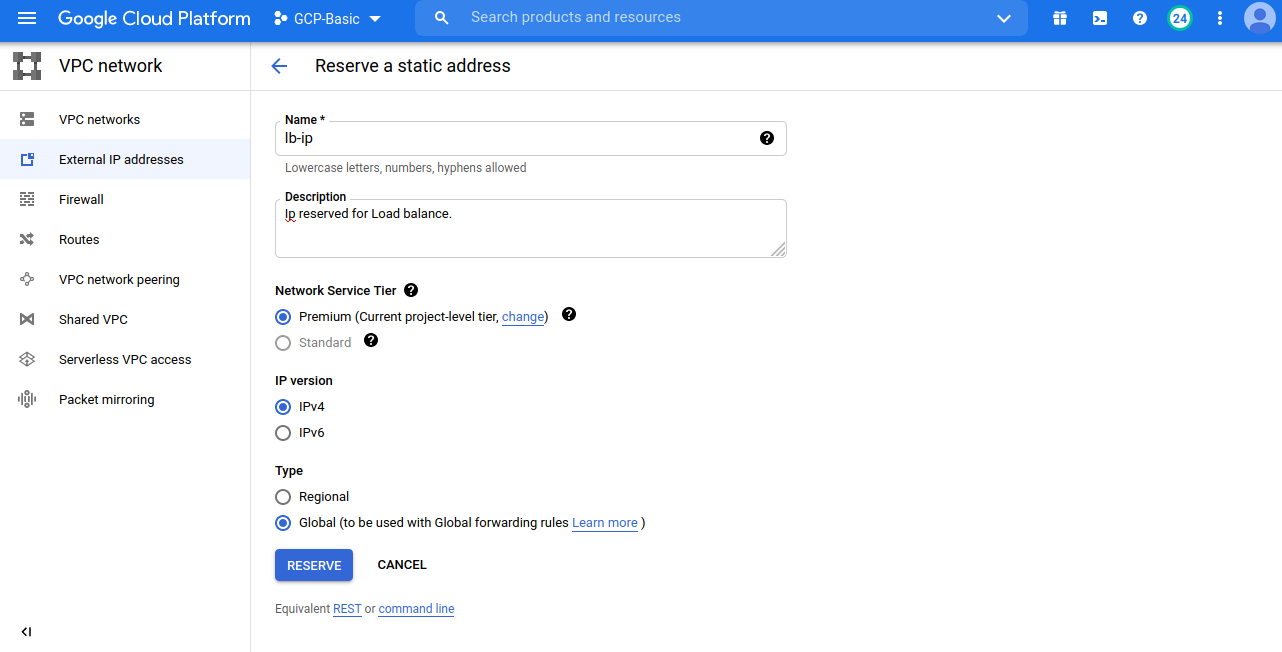 Google Cloud Platform GCP-Basic Search products and resources 24
VPC network
Reserve a static address
VPC networks
External IP addresses
Firewall
Routes
VPC network peering
Shared VPC
Serverless VPC access
Packet mirroring
Name *
lb-ip
Lowercase letters, numbers, hyphens allowed
Description
Ip reserved for Load balance.
Network Service Tier
Premium (Current project-level tier, change)
Standard
IP version
IPv4
IPv6
Type
Regional
Global (to be used with Global forwarding rules Learn more )
RESERVE CANCEL
Equivalent REST or command line